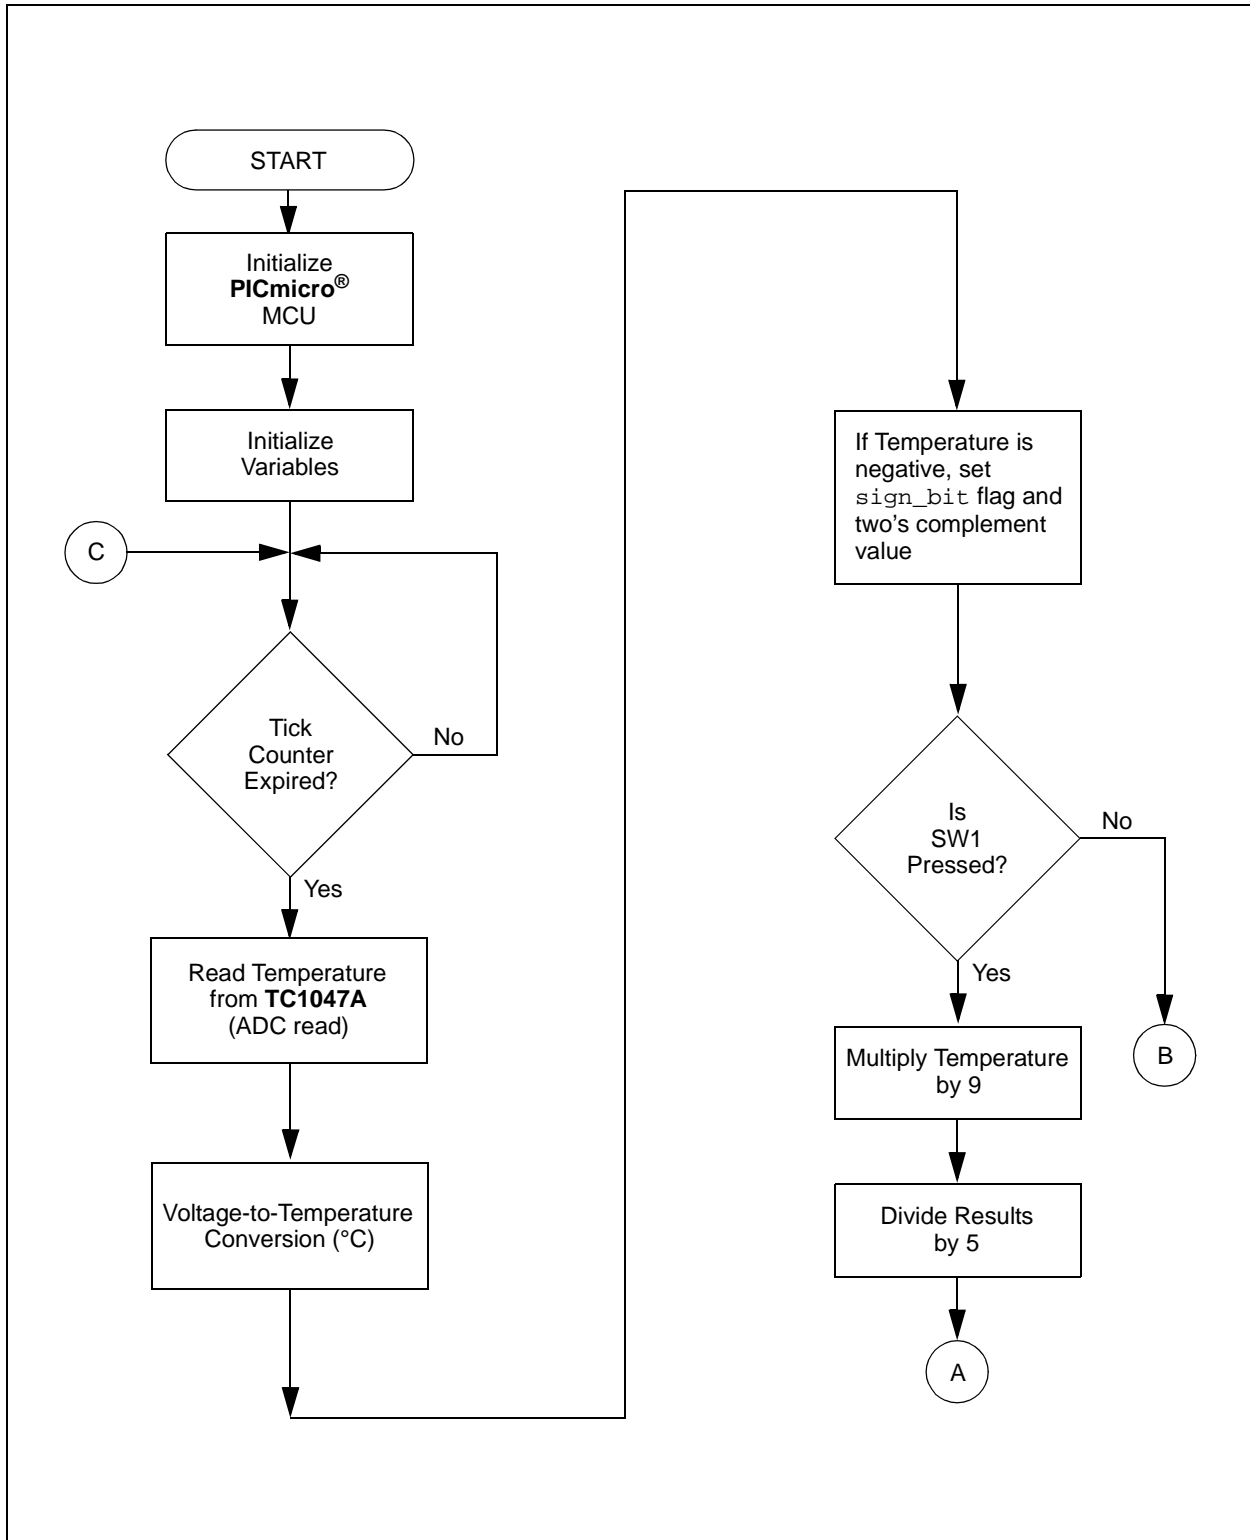 START
Initialize
PICmicro®
MCU
Initialize
Variables
C
Tick
Counter
Expired?
No
Yes
Read Temperature
from TC1047A
(ADC read)
Voltage-to-Temperature
Conversion (°C)
If Temperature is
negative, set
sign_bit flag and
two's complement
value
Is
SW1
Pressed?
No
Yes
B
Multiply Temperature
by 9
Divide Results
by 5
A